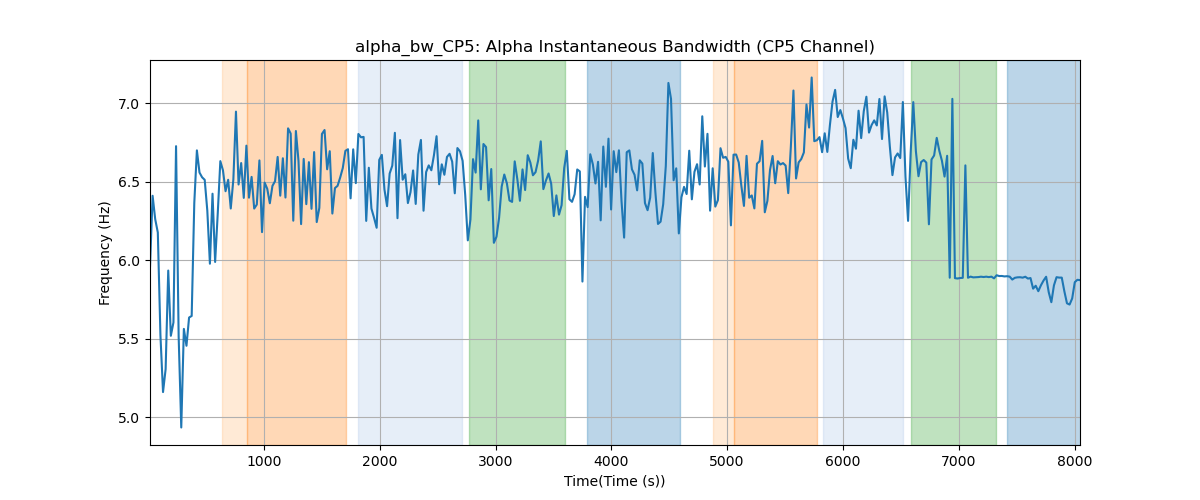 alpha_bw_CP5: Alpha Instantaneous Bandwidth (CP5 Channel)
Frequency (Hz)
7.0
6.5
6.0
5.5
5.0
1000 2000 3000 4000 5000 6000 7000 8000
Time(Time (s))